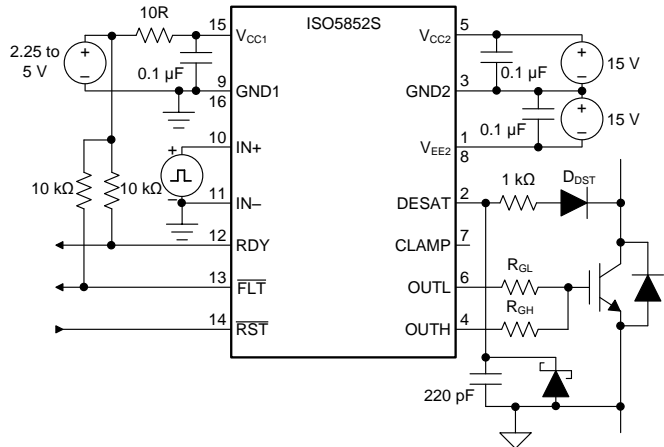 10R
15
VCC1
ISO5852S
VCC2
5
2.25 to
5 V
+
−
0.1 µF
0.1 µF
+
−
15 V
9
GND1
16
GND2
3
10
IN+
+
−
0.1 µF
+
−
15 V
VEE2
1
8
10 kΩ
10 kΩ
11
IN–
DESAT
2
1 kΩ
DDST
12
RDY
CLAMP
7
13
FLT
OUTL
6
RGL
14
RST
OUTH
4
RGH
220 pF